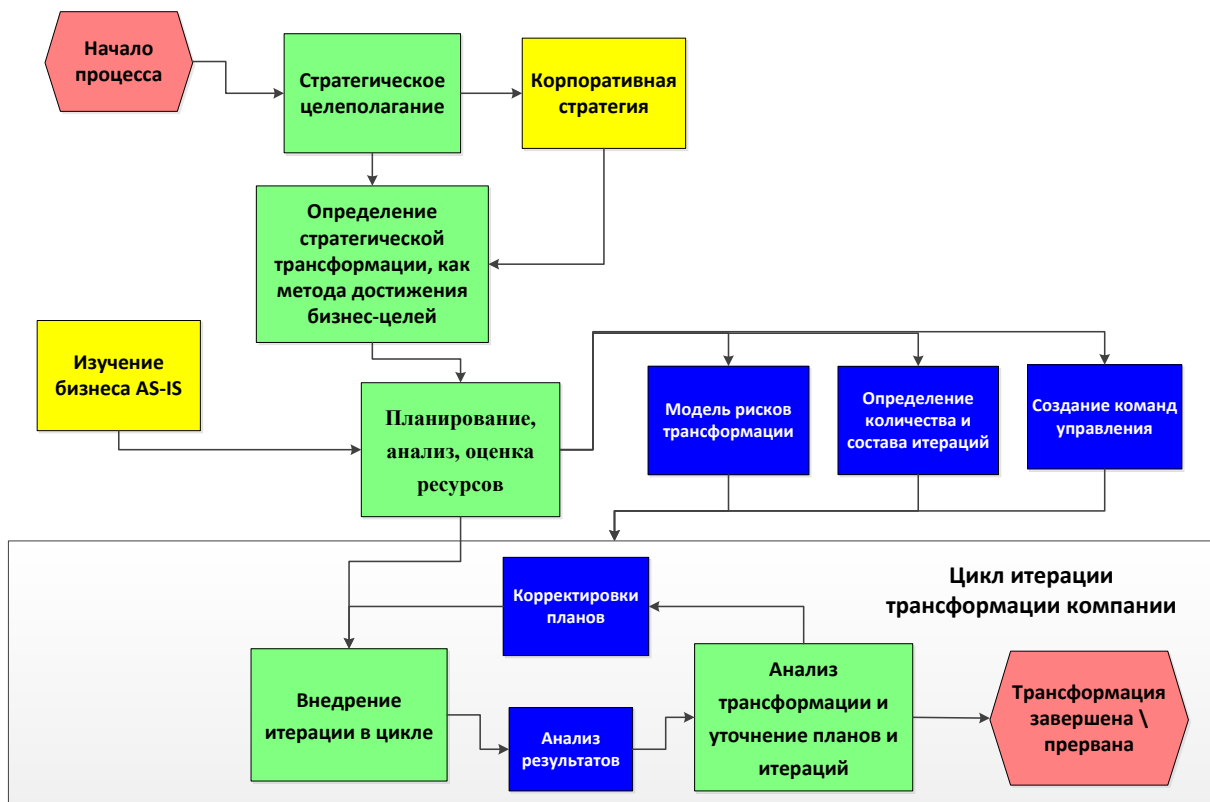 Начало
процесса
Стратегическое
целеполагание
Корпоративная
стратегия
Определение
стратегической
трансформации, как
метода достижения
бизнес-целей
Изучение
бизнеса AS-IS
Планирование,
анализ, оценка
ресурсов
Модель рисков
трансформации
Определение
количества и
состава итераций
Создание команд
управления
Цикл итерации
трансформации компании
Корректировки
планов
Внедрение
итерации в цикле
Анализ
результатов
Анализ
трансформации и
уточнение планов и
итераций
Трансформация
завершена \
прервана